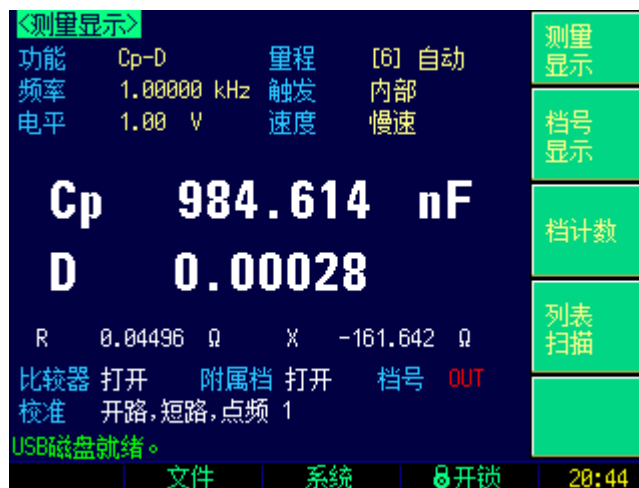 <测量显示>
功能 Cp-D 量程 [6] 自动
频率 1.00000 kHz 触发 内部
电平 1.00 V 速度 慢速
Cp 984.614 nF
D 0.00028
R 0.04496 Ω X -161.642 Ω
比较器 打开 附属档 打开 档号 OUT
校准 开路,短路,点频 1
USB磁盘就绪。
测量
显示
档号
显示
档计数
列表
扫描
文件 系统 开锁 20:44